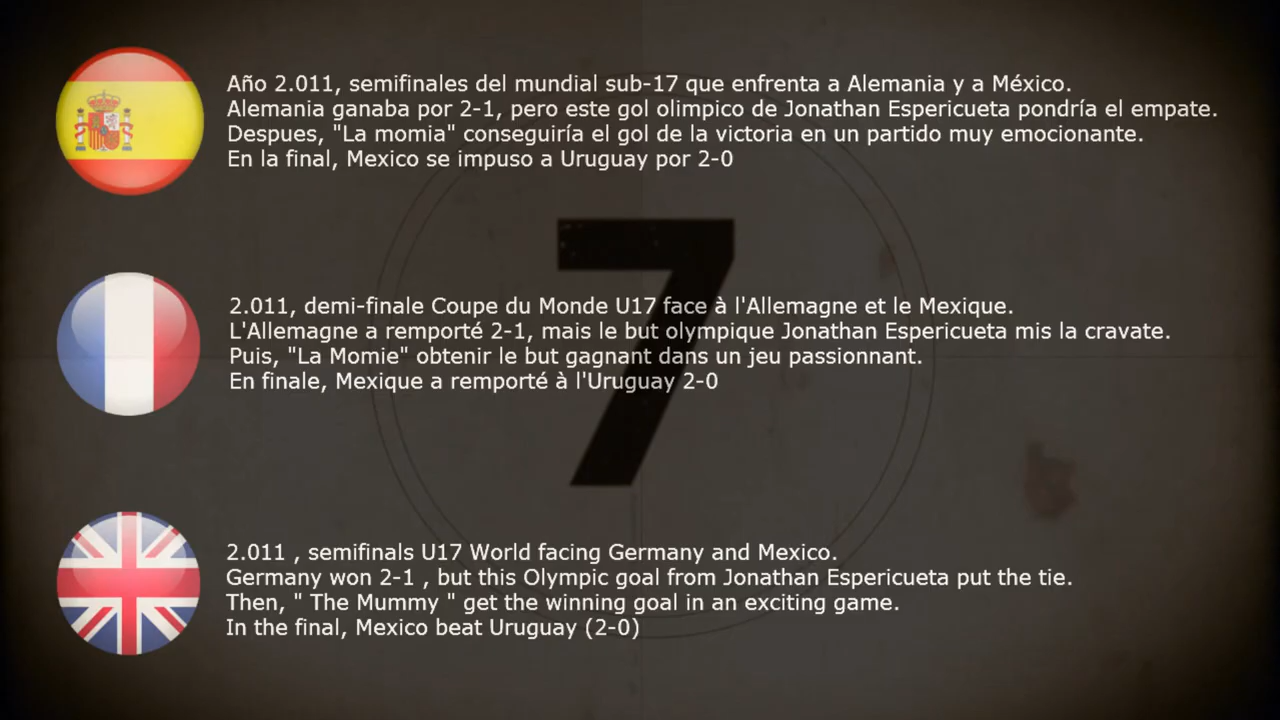 Año 2.011, semifinales del mundial sub-17 que enfrenta a Alemania y a México.
Alemania ganaba por 2-1, pero este gol olimpico de Jonathan Espericueta pondría el empate.
Despues, "La momia" conseguiría el gol de la victoria en un partido muy emocionante.
En la final, Mexico se impuso a Uruguay por 2-0
7
2.011, demi-finale Coupe du Monde U17 face à l'Allemagne et le Mexique.
L'Allemagne a remporté 2-1, mais le but olympique Jonathan Espericueta mis la cravate.
Puis, "La Momie" obtenir le but gagnant dans un jeu passionnant.
En finale, Mexique a remporté à l'Uruguay 2-0
2.011 , semifinals U17 World facing Germany and Mexico.
Germany won 2-1 , but this Olympic goal from Jonathan Espericueta put the tie.
Then, " The Mummy " get the winning goal in an exciting game.
In the final, Mexico beat Uruguay (2-0)